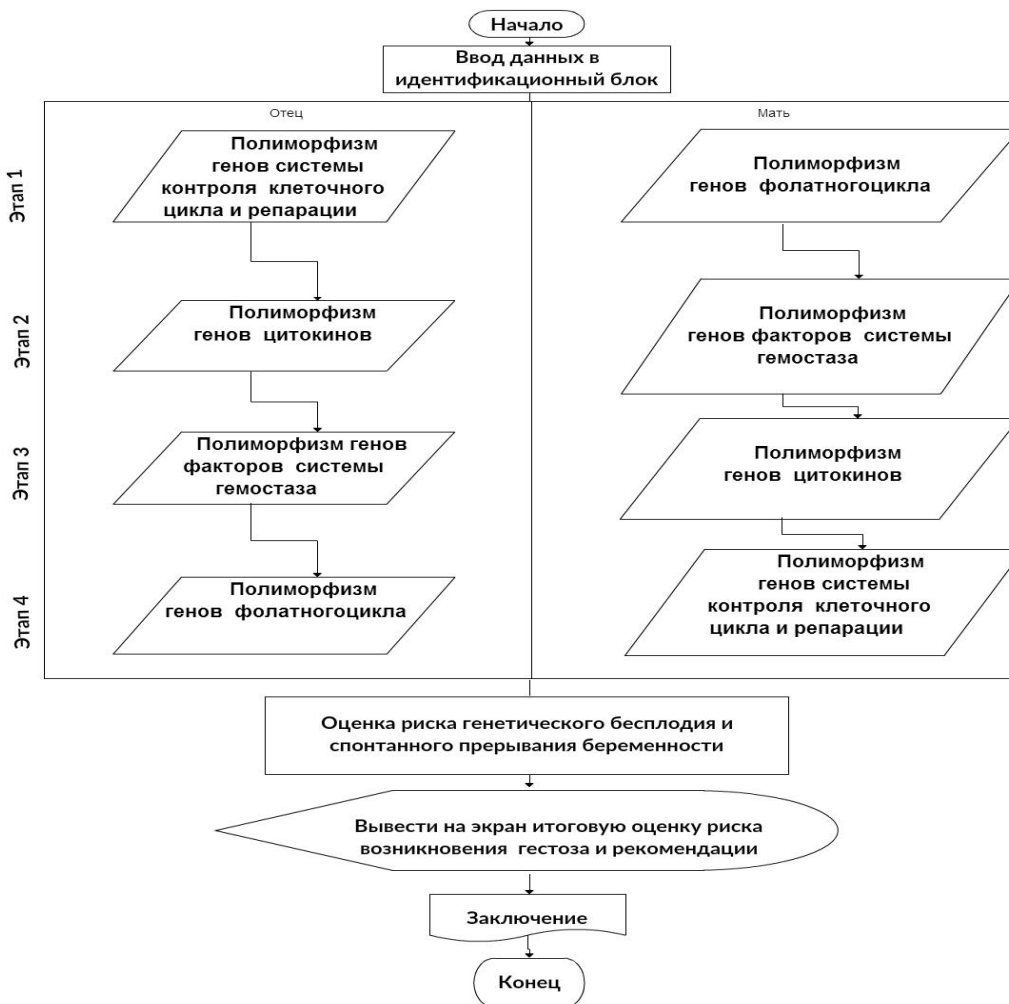 Начало
Ввод данных в
идентификационный блок
Отец
Мать
Этап 1
Полиморфизм
генов системы
контроля клеточного
цикла и репарации
Полиморфизм
генов фолатногоцикла
Этап 2
Полиморфизм
генов цитокинов
Полиморфизм
генов факторов системы
гемостаза
Этап 3
Полиморфизм генов
факторов системы
гемостаза
Полиморфизм
генов цитокинов
Этап 4
Полиморфизм
генов фолатногоцикла
Полиморфизм
генов системы
контроля клеточного
цикла и репарации
Оценка риска генетического бесплодия и
спонтанного прерывания беременности
Вывести на экран итоговую оценку риска
возникновения гестоза и рекомендации
Заключение
Конец